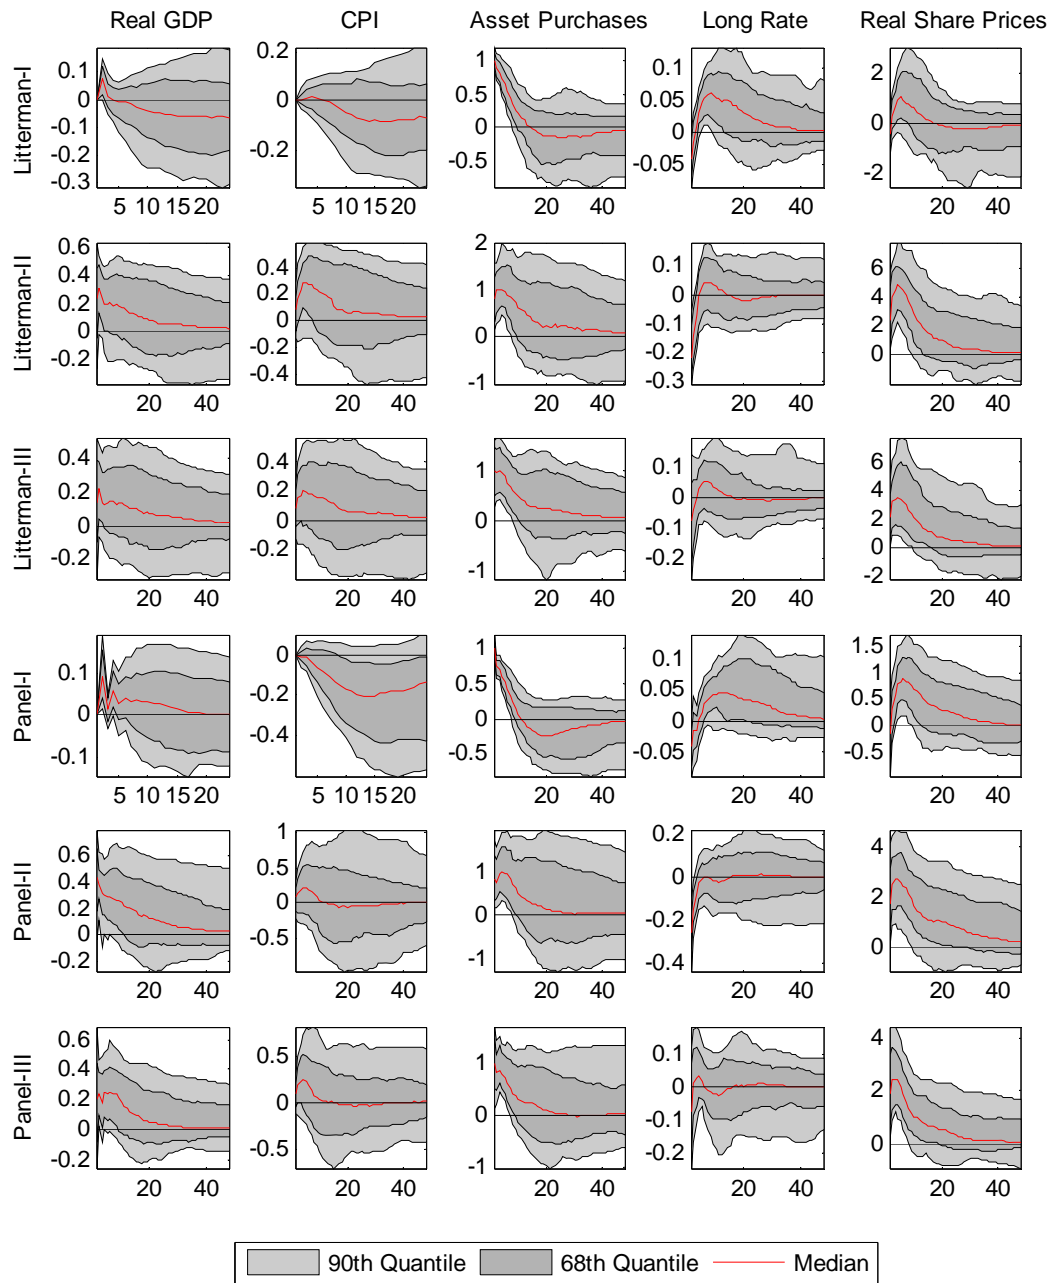 Real GDP CPI Asset Purchases Long Rate Real Share Prices
Litterman-I
0.1 0 -0.1 -0.2 -0.3
5 10 15 20
0.2 0 -0.2
5 10 15 20
1 0.5 0 -0.5
20 40
0.1 0.05 0 -0.05
20 40
2 0 -2
20 40
Litterman-II
0.6 0.4 0.2 0 -0.2
20 40
0.4 0.2 0 -0.2 -0.4
20 40
2 1 0 -1
20 40
0.1 0 -0.1 -0.2 -0.3
20 40
6 4 2 0
20 40
Litterman-III
0.4 0.2 0 -0.2
20 40
0.4 0.2 0 -0.2
20 40
1 0 -1
20 40
0.1 0 -0.1 -0.2
20 40
6 4 2 0 -2
20 40
Panel-I
0.1 0 -0.1
5 10 15 20
0 -0.2 -0.4
5 10 15 20
1 0.5 0 -0.5
20 40
0.1 0.05 0 -0.05
20 40
1.5 1 0.5 0 -0.5
20 40
Panel-II
0.6 0.4 0.2 0 -0.2
20 40
1 0.5 0 -0.5
20 40
1 0 -1
20 40
0.2 0 -0.2 -0.4
20 40
4 2 0
20 40
Panel-III
0.6 0.4 0.2 0 -0.2
20 40
0.5 0 -0.5
20 40
1 0 -1
20 40
0.1 0 -0.1 -0.2
20 40
4 2 0
20 40
90th Quantile 68th Quantile Median